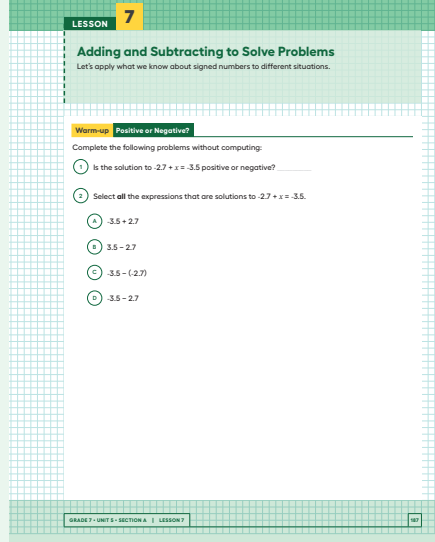 LESSON 7
Adding and Subtracting to Solve Problems
Let's apply what we know about signed numbers to different situations.
Warm-up Positive or Negative?
Complete the following problems without computing:
1 Is the solution to -2.7 + x = -3.5 positive or negative? ________
2 Select all the expressions that are solutions to -2.7 + x = -3.5.
A -3.5 + 2.7
B 3.5 – 2.7
C -3.5 – (-2.7)
D -3.5 – 2.7
GRADE 7 • UNIT 5 • SECTION A | LESSON 7 187